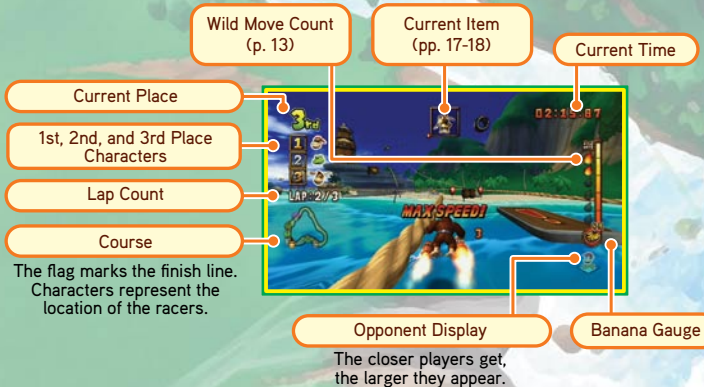 Wild Move Count
(p. 13)
Current Item
(pp. 17-18)
Current Time
Current Place
1st, 2nd, and 3rd Place
Characters
Lap Count
Course
The flag marks the finish line.
Characters represent the
location of the racers.
3rd
1
2
3
LAP:2/3
MAX SPEED!
3
Opponent Display
The closer players get,
the larger they appear.
Banana Gauge